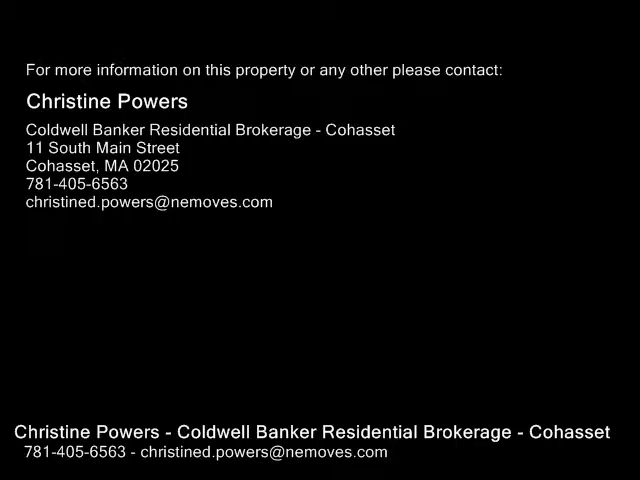 For more information on this property or any other please contact:
Christine Powers
Coldwell Banker Residential Brokerage - Cohasset
11 South Main Street
Cohasset, MA 02025
781-405-6563
christined.powers@nemoves.com
Christine Powers - Coldwell Banker Residential Brokerage - Cohasset
781-405-6563 - christined.powers@nemoves.com